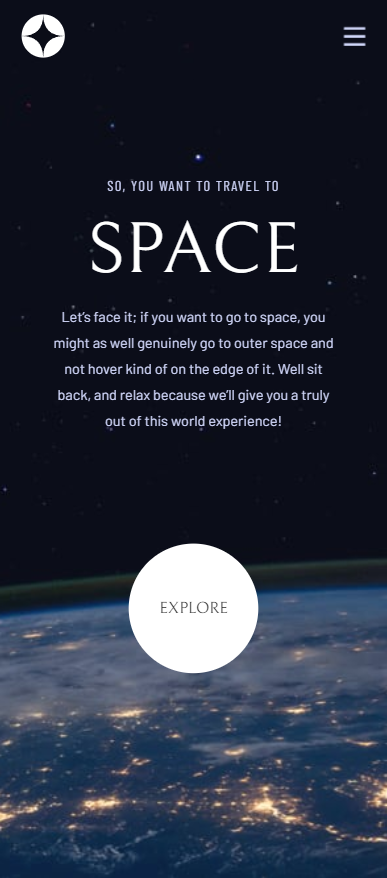 SO, YOU WANT TO TRAVEL TO
SPACE
Let’s face it; if you want to go to space, you
might as well genuinely go to outer space and
not hover kind of on the edge of it. Well sit
back, and relax because we’ll give you a truly
out of this world experience!
EXPLORE